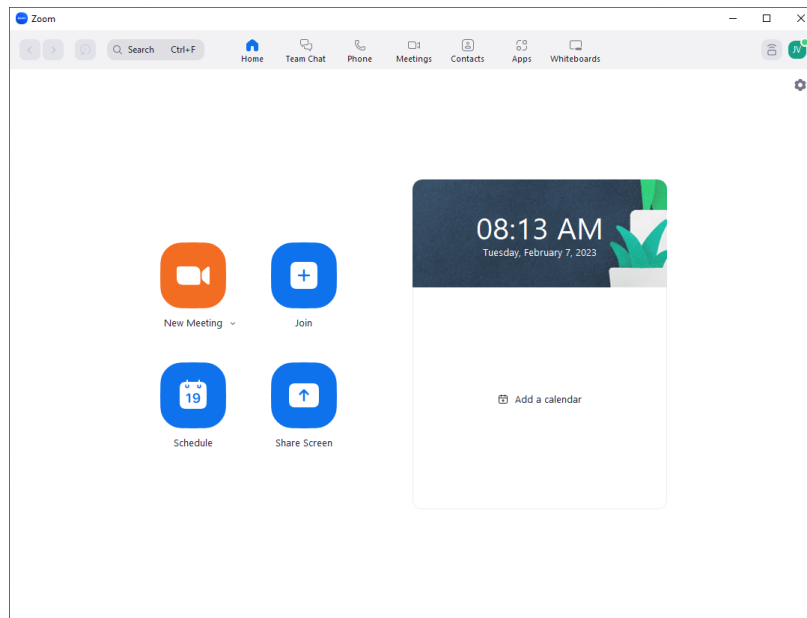 Zoom
Search Ctrl+F
Home Team Chat Phone Meetings Contacts Apps Whiteboards
JV
08:13 AM
Tuesday, February 7, 2023
New Meeting
Join
19
Schedule
Share Screen
Add a calendar